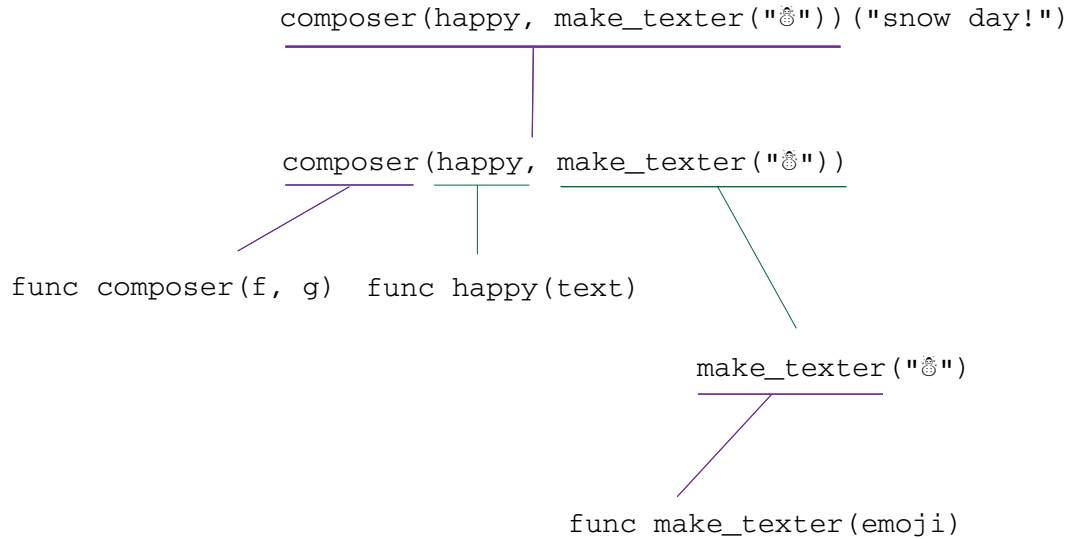 composer(happy, make_texter("☃"))("snow day!")
composer(happy, make_texter("☃"))
func composer(f, g) func happy(text)
make_texter("☃")
func make_texter(emoji)